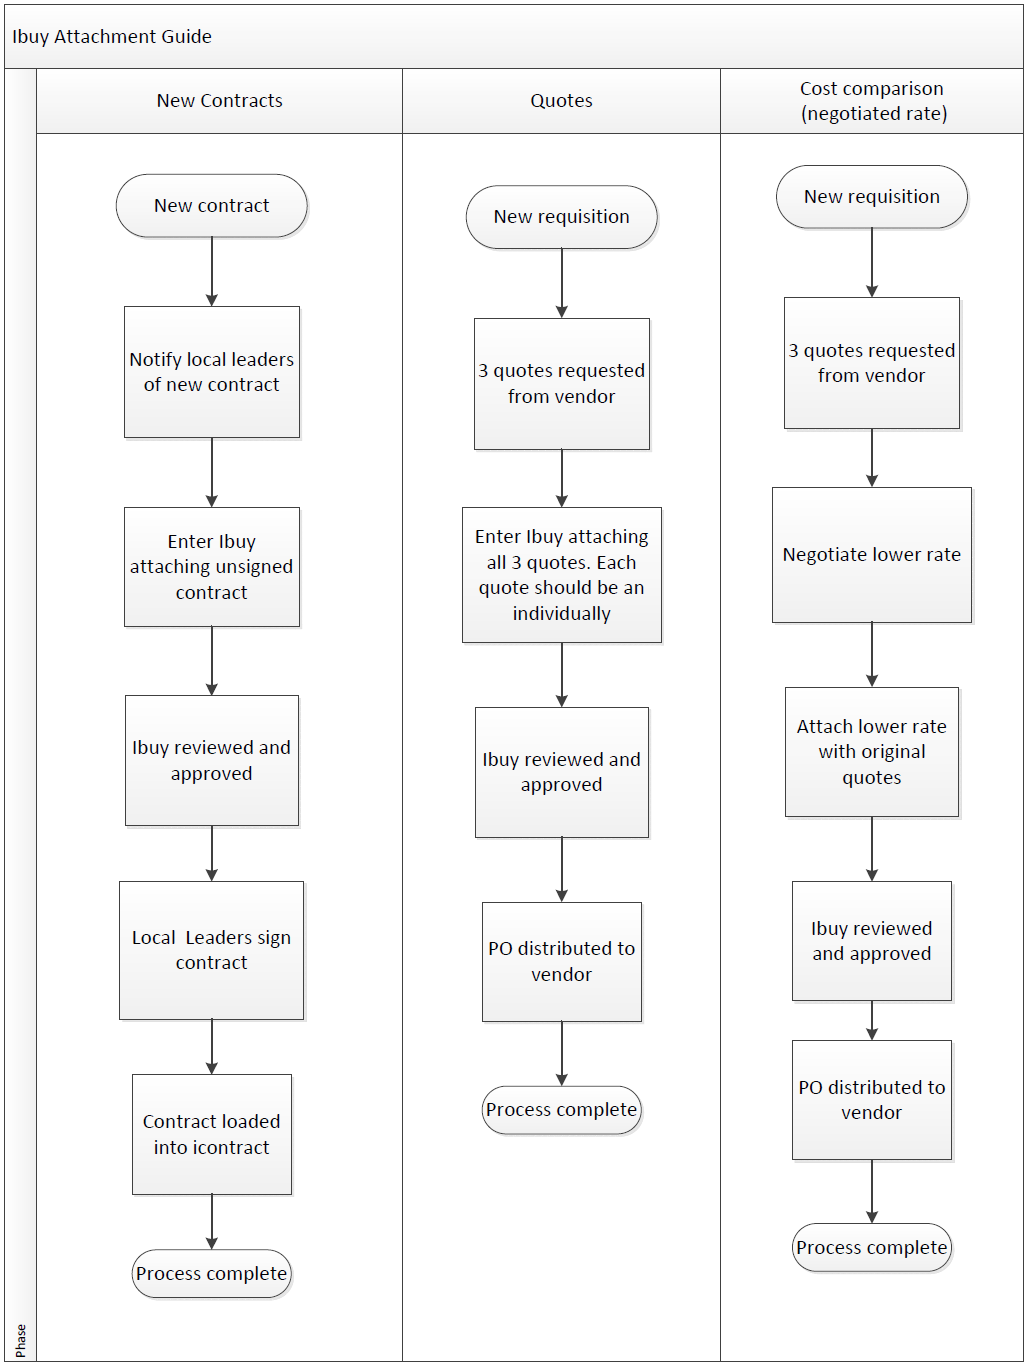 Ibuy Attachment Guide
New Contracts
Quotes
Cost comparison
(negotiated rate)
New contract
Notify local leaders
of new contract
Enter Ibuy
attaching unsigned
contract
Ibuy reviewed and
approved
Local Leaders sign
contract
Contract loaded
into icontract
Process complete
New requisition
3 quotes requested
from vendor
Enter Ibuy attaching
all 3 quotes. Each
quote should be an
individually
Ibuy reviewed and
approved
PO distributed to
vendor
Process complete
New requisition
3 quotes requested
from vendor
Negotiate lower rate
Attach lower rate
with original
quotes
Ibuy reviewed
and approved
PO distributed to
vendor
Process complete
Phase